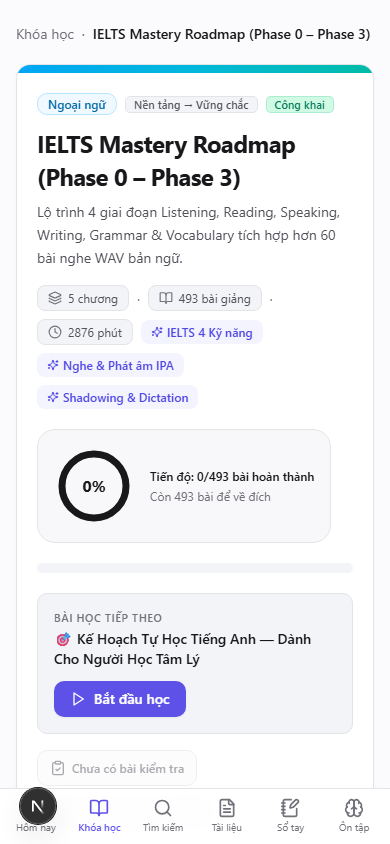 Khóa học · IELTS Mastery Roadmap (Phase 0 – Phase 3)
Ngoại ngữ Nền tảng → Vững chắc Công khai
IELTS Mastery Roadmap
(Phase 0 – Phase 3)
Lộ trình 4 giai đoạn Listening, Reading, Speaking,
Writing, Grammar & Vocabulary tích hợp hơn 60
bài nghe WAV bản ngữ.
5 chương · 493 bài giảng ·
2876 phút IELTS 4 Kỹ năng
Nghe & Phát âm IPA
Shadowing & Dictation
0%
Tiến độ: 0/493 bài hoàn thành
Còn 493 bài để về đích
BÀI HỌC TIẾP THEO
🎯 Kế Hoạch Tự Học Tiếng Anh — Dành
Cho Người Học Tâm Lý
Bắt đầu học
Chưa có bài kiểm tra
N
Hôm nay Khóa học Tìm kiếm Tài liệu Sổ tay Ôn tập